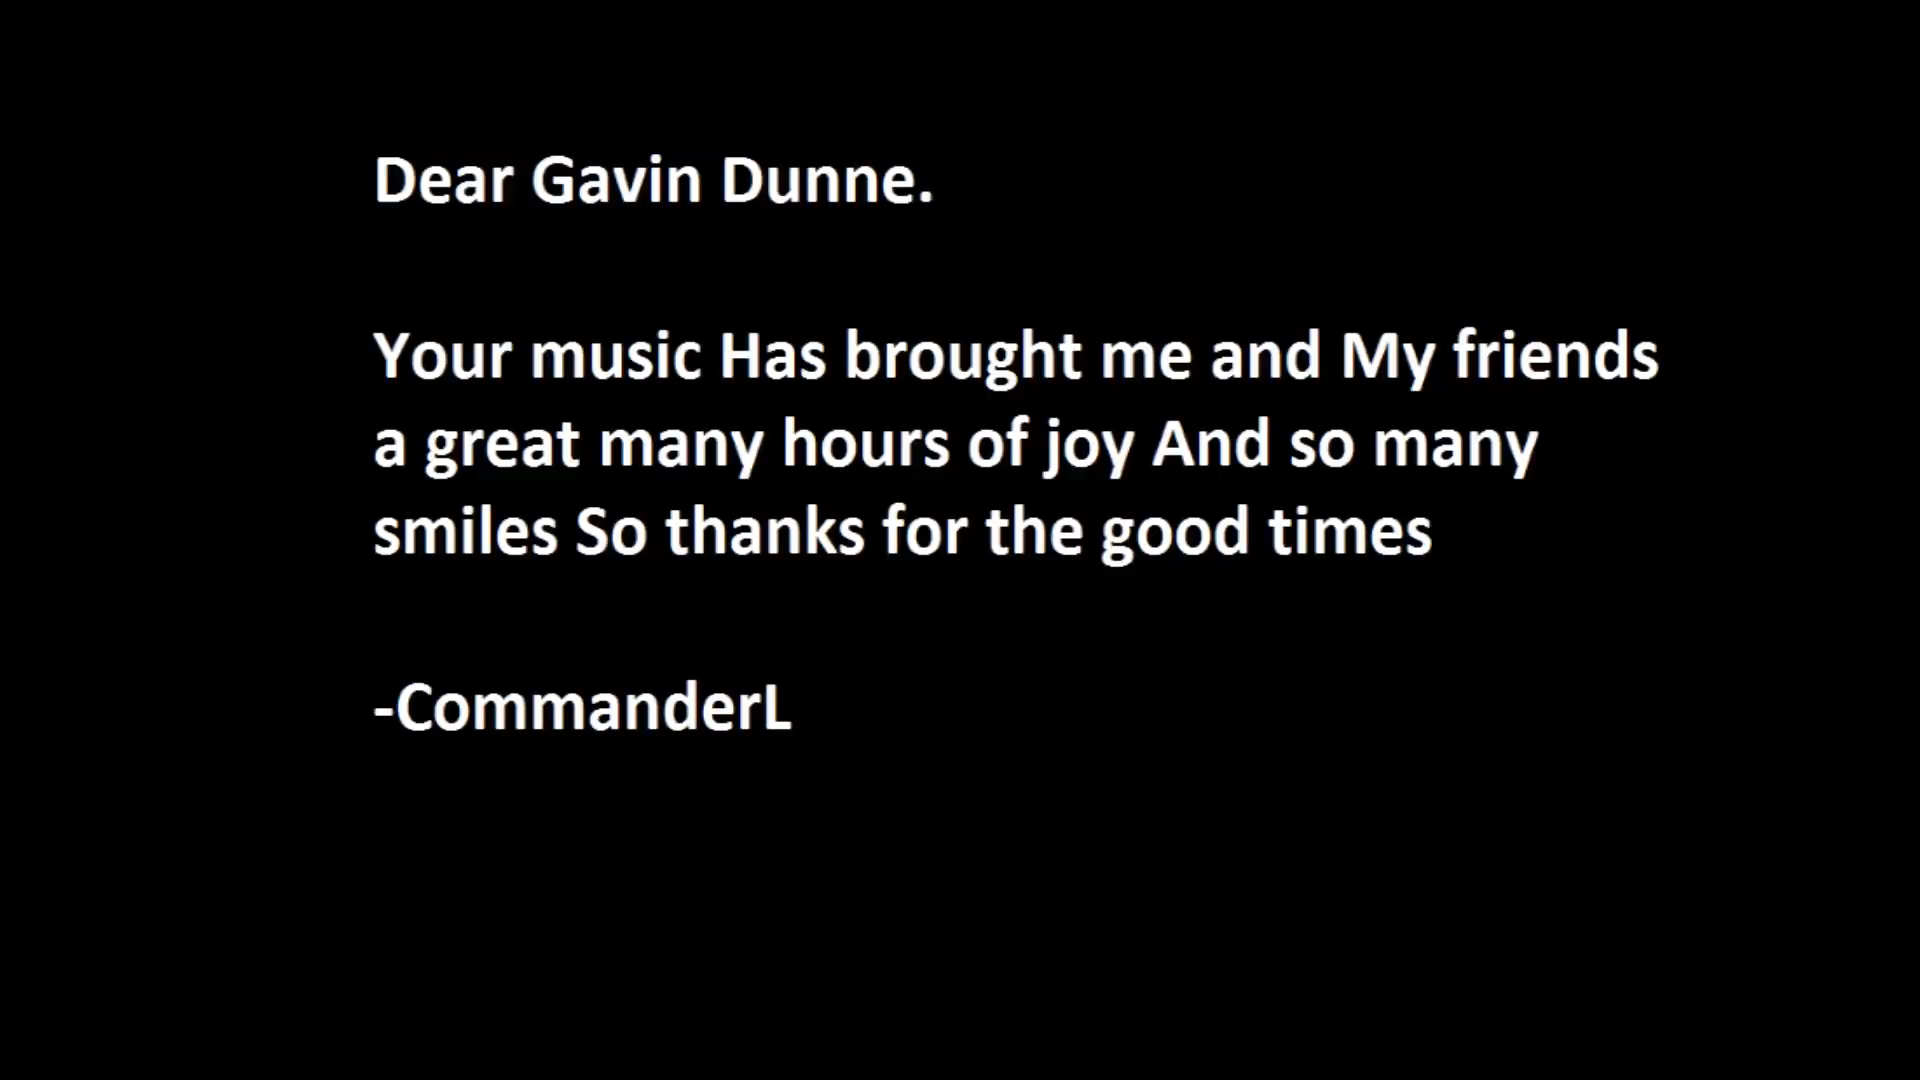 Dear Gavin Dunne.
Your music Has brought me and My friends
a great many hours of joy And so many
smiles So thanks for the good times
-CommanderL